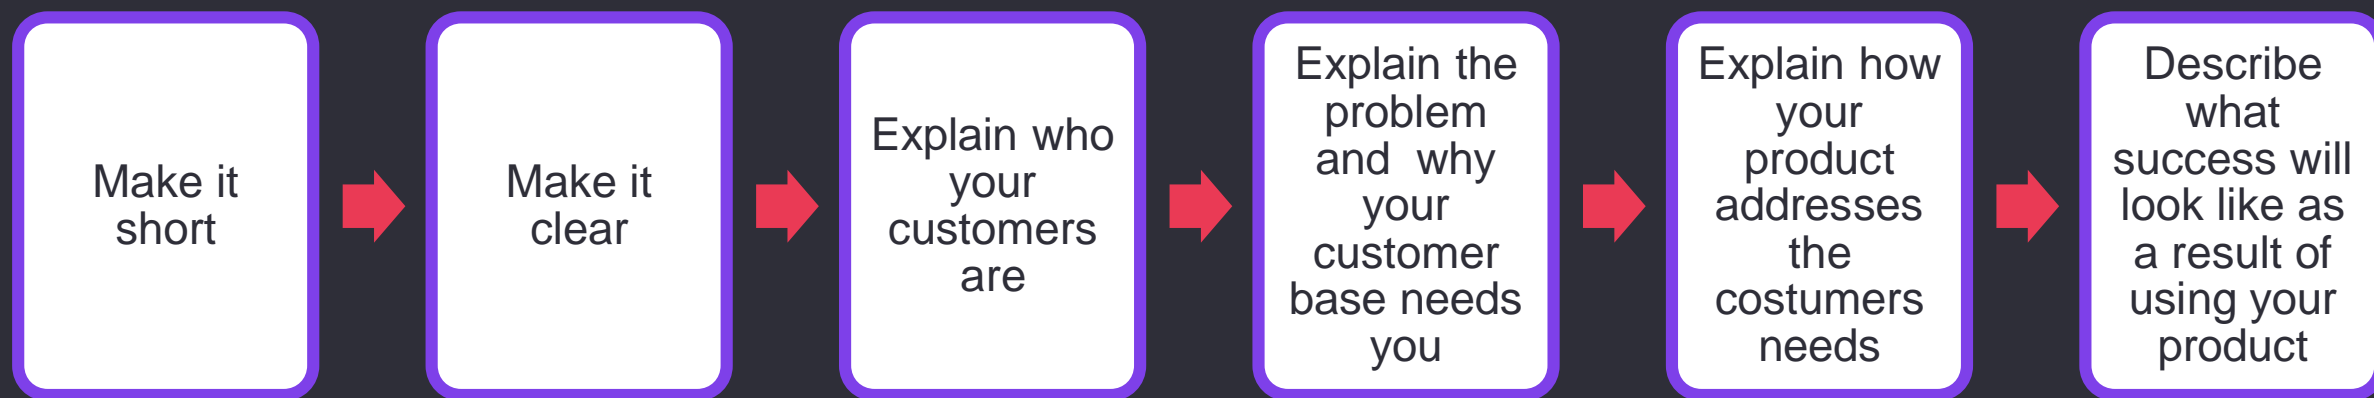 Make it
short
Make it
clear
Explain who
your
customers
are
Explain the
problem
and  why
your
customer
base needs
you
Explain how
your
product
addresses
the
costumers
needs
Describe
what
success will
look like as
a result of
using your
product